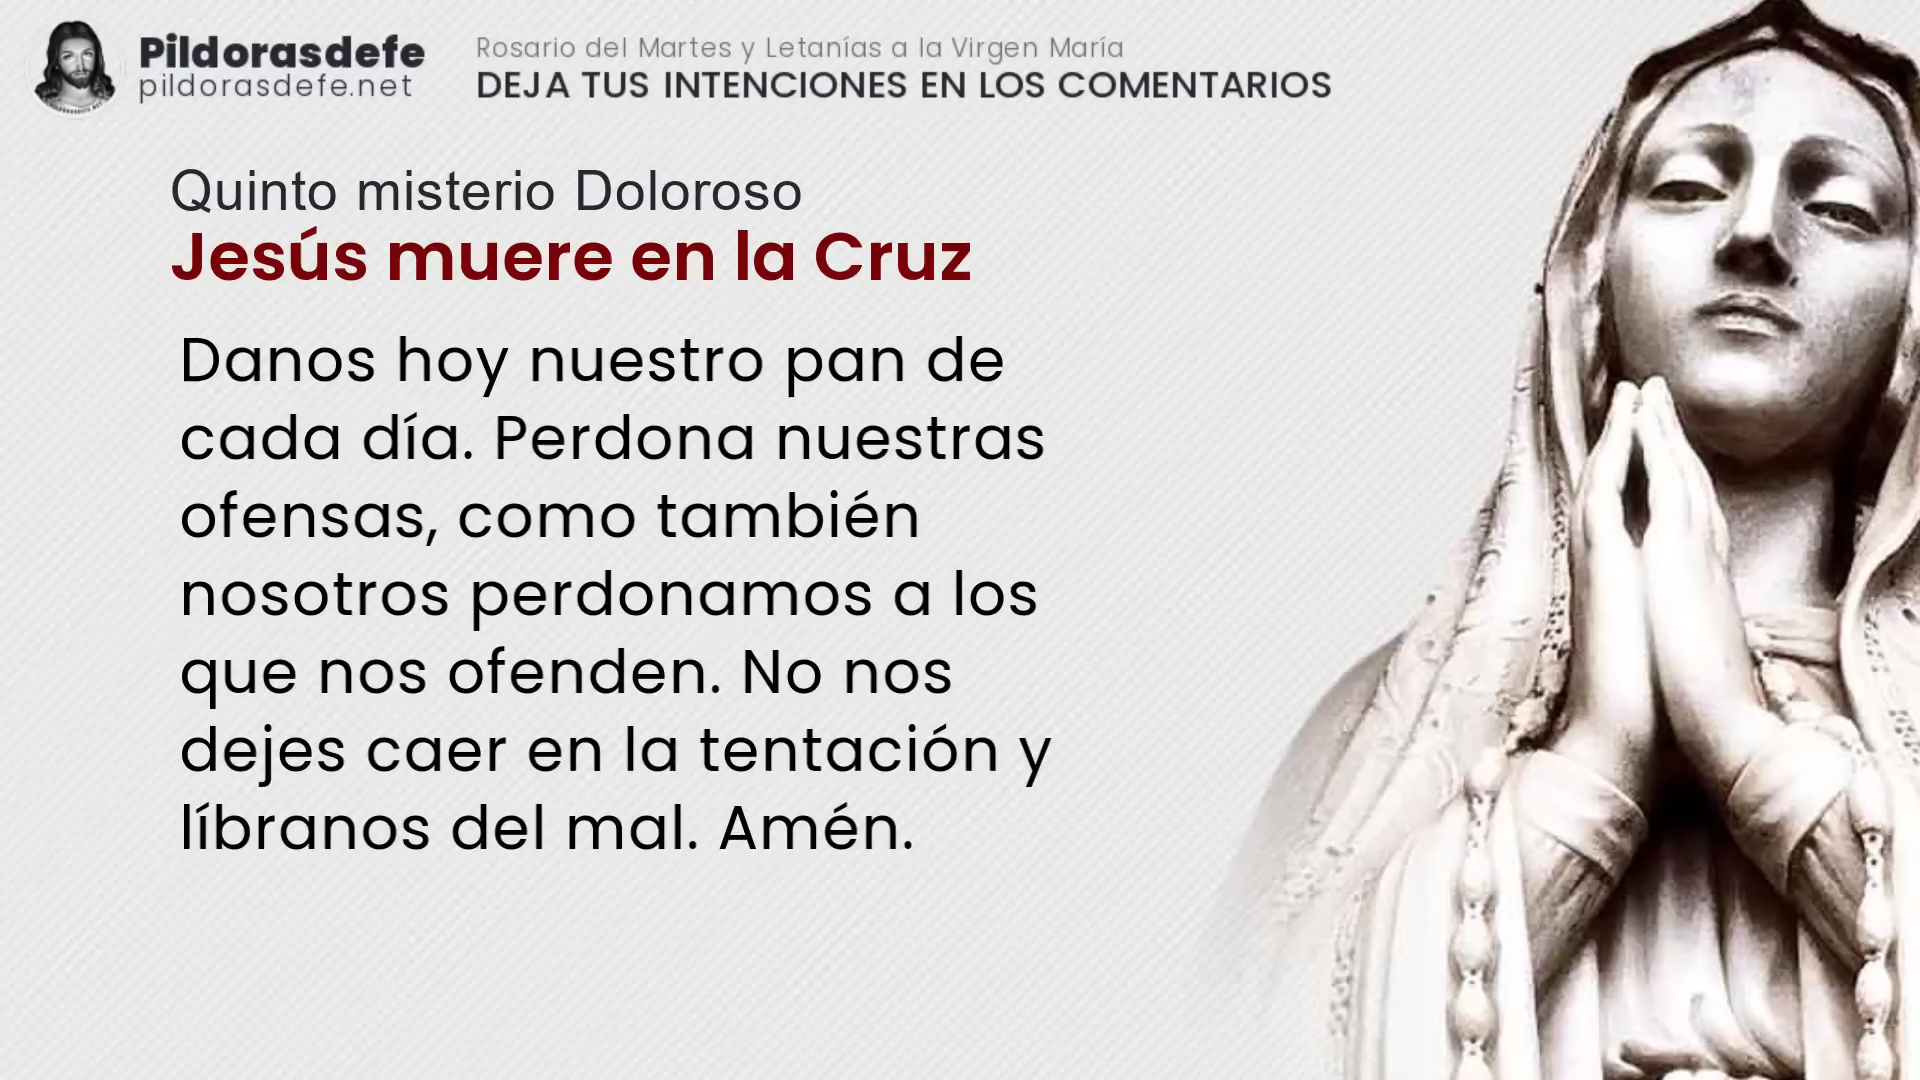 Pildorasdefe
pildorasdefe.net
Rosario del Martes y Letanías a la Virgen María
DEJA TUS INTENCIONES EN LOS COMENTARIOS
Quinto misterio Doloroso
Jesús muere en la Cruz
Danos hoy nuestro pan de
cada día. Perdona nuestras
ofensas, como también
nosotros perdonamos a los
que nos ofenden. No nos
dejes caer en la tentación y
líbranos del mal. Amén.